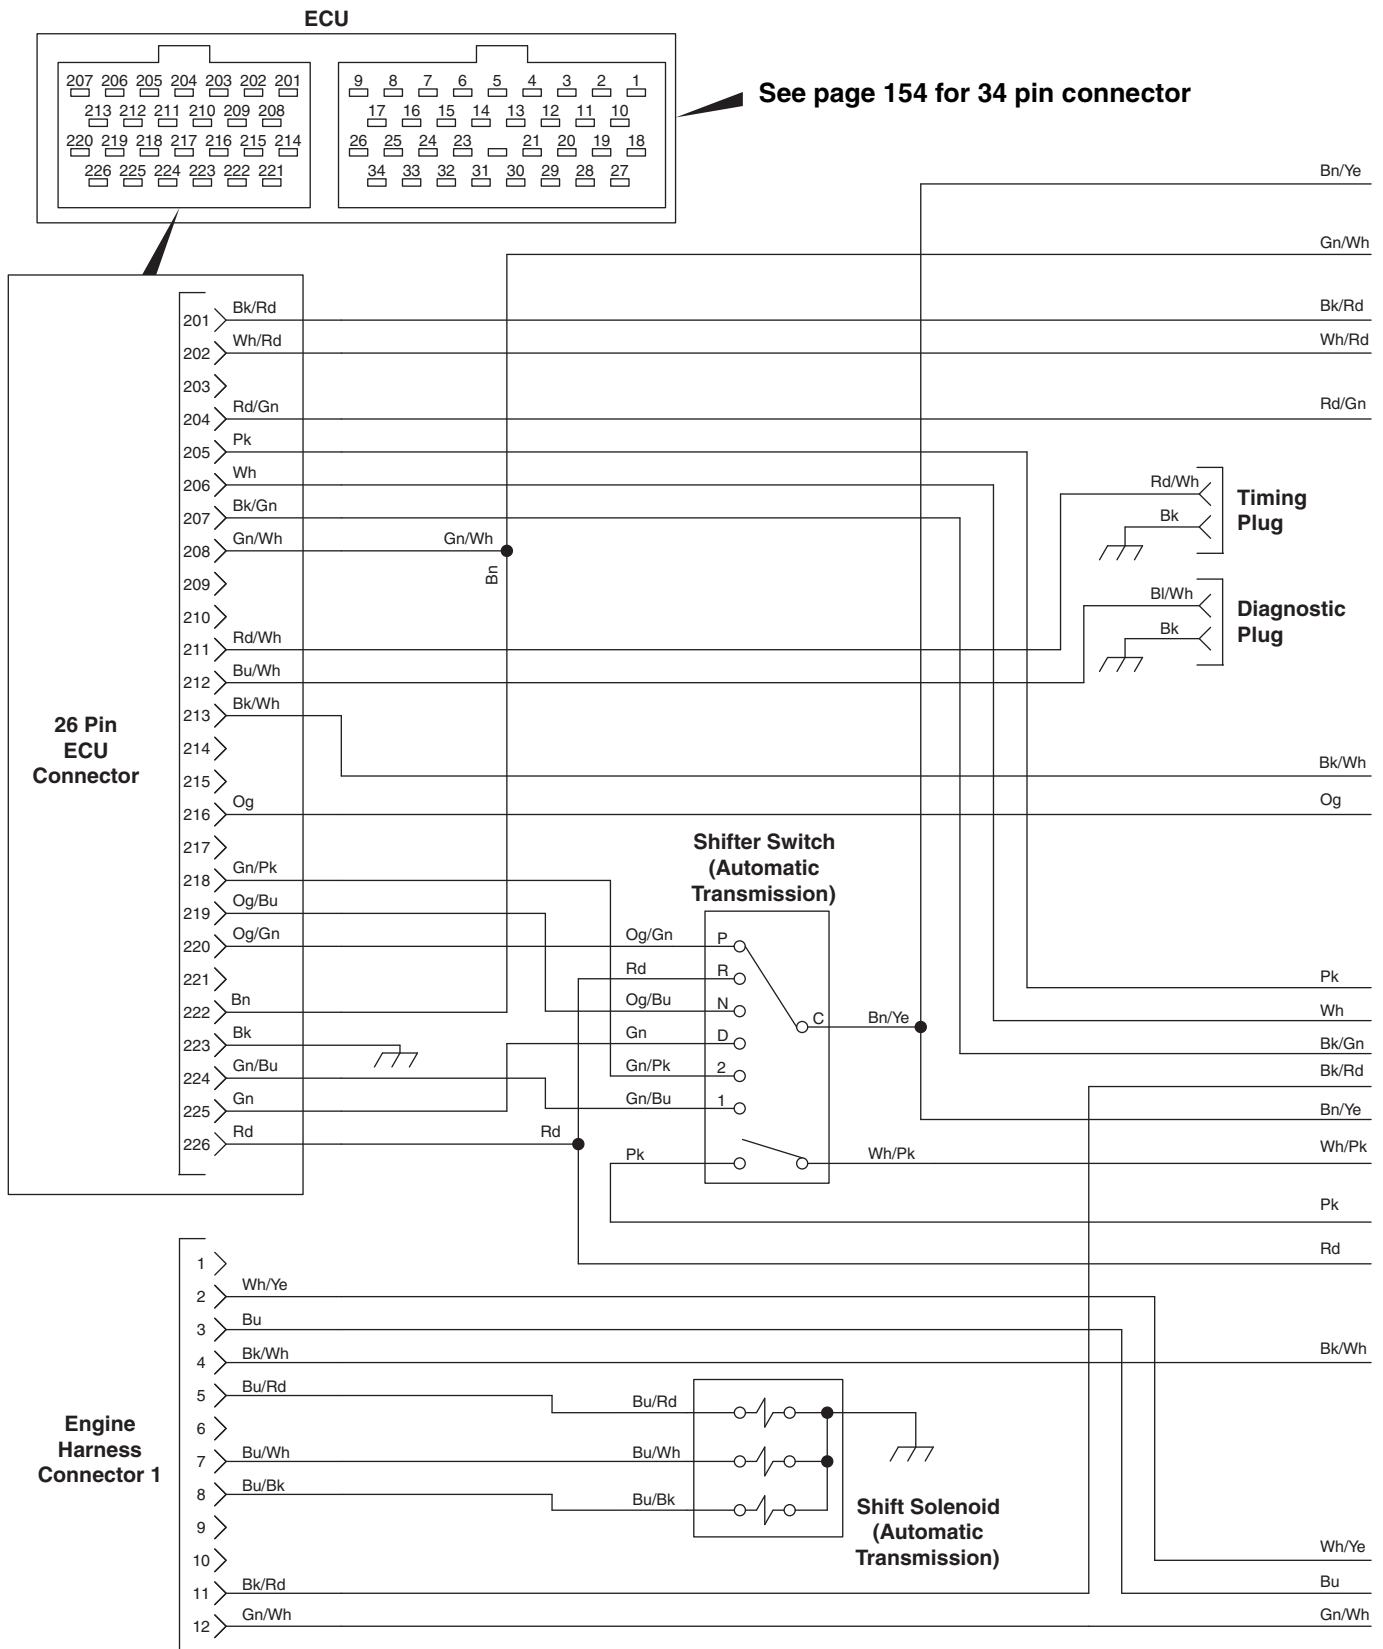 ECU
207 206 205 204 203 202 201
9 8 7 6 5 4 3 2 1
213 212 211 210 209 208
17 16 15 14 13 12 11 10
220 219 218 217 216 215 214
26 25 24 23 21 20 19 18
226 225 224 223 222 221
34 33 32 31 30 29 28 27
See page 154 for 34 pin connector
Bn/Ye
Gn/Wh
201 Bk/Rd Bk/Rd
202 Wh/Rd Wh/Rd
203
204 Rd/Gn Rd/Gn
205 Pk
206 Wh
Rd/Wh
Bk
Timing
Plug
207 Bk/Gn
208 Gn/Wh Gn/Wh
Bn
209
210
Bl/Wh
Bk
Diagnostic
Plug
211 Rd/Wh
212 Bu/Wh
213 Bk/Wh
26 Pin
ECU
Connector
214
215
Bk/Wh
216 Og Og
217
Shifter Switch
(Automatic
Transmission)
218 Gn/Pk
219 Og/Bu
220 Og/Gn
Og/Gn P
221
Rd R
Pk
222 Bn
Og/Bu N
C Bn/Ye
Wh
223 Bk
Gn D
Bk/Gn
224 Gn/Bu
Gn/Pk 2
Bk/Rd
225 Gn
Gn/Bu 1
Bn/Ye
226 Rd Rd
Pk Wh/Pk Wh/Pk
Pk
Rd
1
2 Wh/Ye
3 Bu
4 Bk/Wh Bk/Wh
5 Bu/Rd Bu/Rd
6
Engine
Harness
Connector 1
7 Bu/Wh Bu/Wh
8 Bu/Bk Bu/Bk
Shift Solenoid
(Automatic
Transmission)
9
10
Wh/Ye
11 Bk/Rd
Bu
12 Gn/Wh Gn/Wh